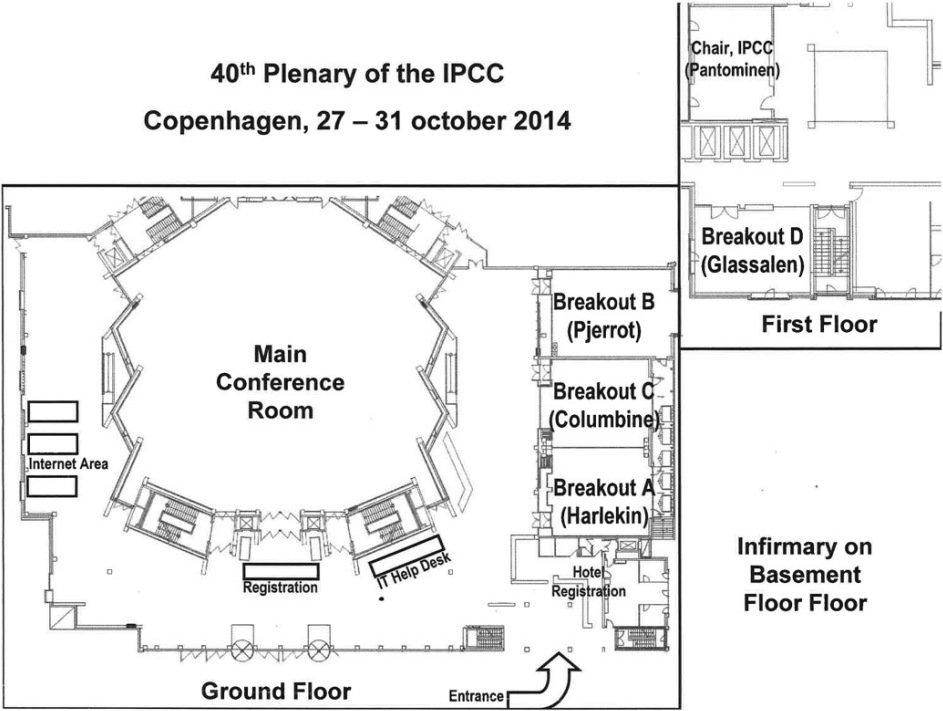 40th Plenary of the IPCC
Copenhagen, 27 – 31 october 2014
Chair, IPCC
(Pantominen)
Breakout D
(Glassalen)
First Floor
Main
Conference
Room
Breakout B
(Pjerrot)
Breakout C
(Columbine)
Breakout A
(Harlekin)
Internet Area
Registration
IT Help Desk
Hotel
Registration
Ground Floor
Entrance
Infirmary on
Basement
Floor Floor